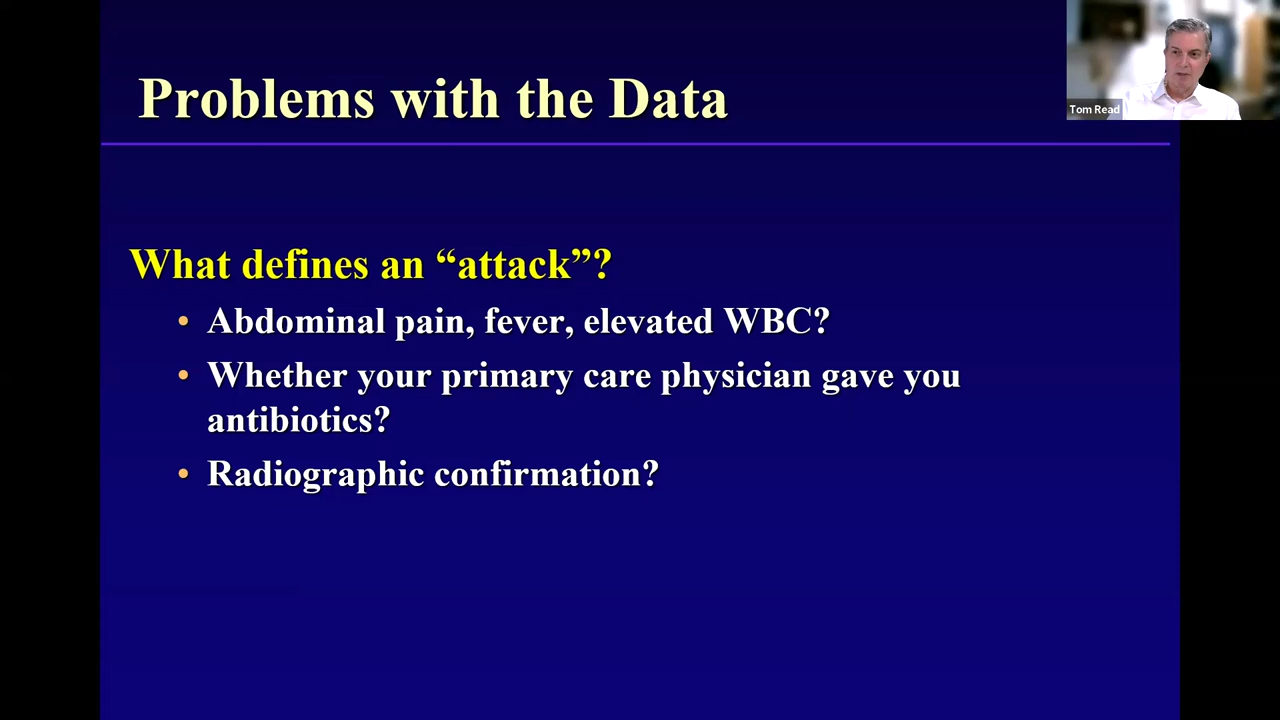 Problems with the Data
Tom Read
What defines an “attack”?
• Abdominal pain, fever, elevated WBC?
• Whether your primary care physician gave you
antibiotics?
• Radiographic confirmation?